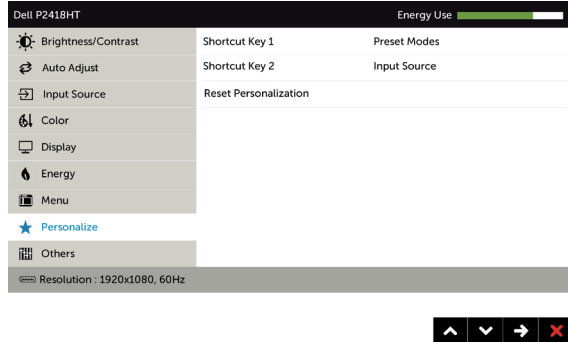 Dell P2418HT Energy Use
Brightness/Contrast
Auto Adjust
Input Source
Color
Display
Energy
Menu
Personalize
Others
Shortcut Key 1 Preset Modes
Shortcut Key 2 Input Source
Reset Personalization
Resolution : 1920x1080, 60Hz